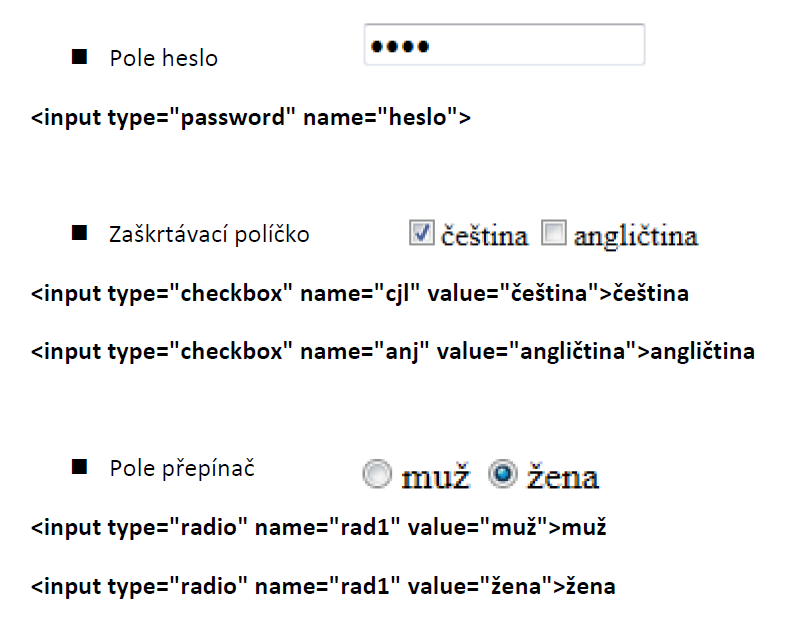 ■ Pole heslo ●●●●
<input type="password" name="heslo">
■ Zaškrtávací políčko čeština angličtina
<input type="checkbox" name="cjl" value="čeština">čeština
<input type="checkbox" name="anj" value="angličtina">angličtina
■ Pole přepínač muž žena
<input type="radio" name="rad1" value="muž">muž
<input type="radio" name="rad1" value="žena">žena